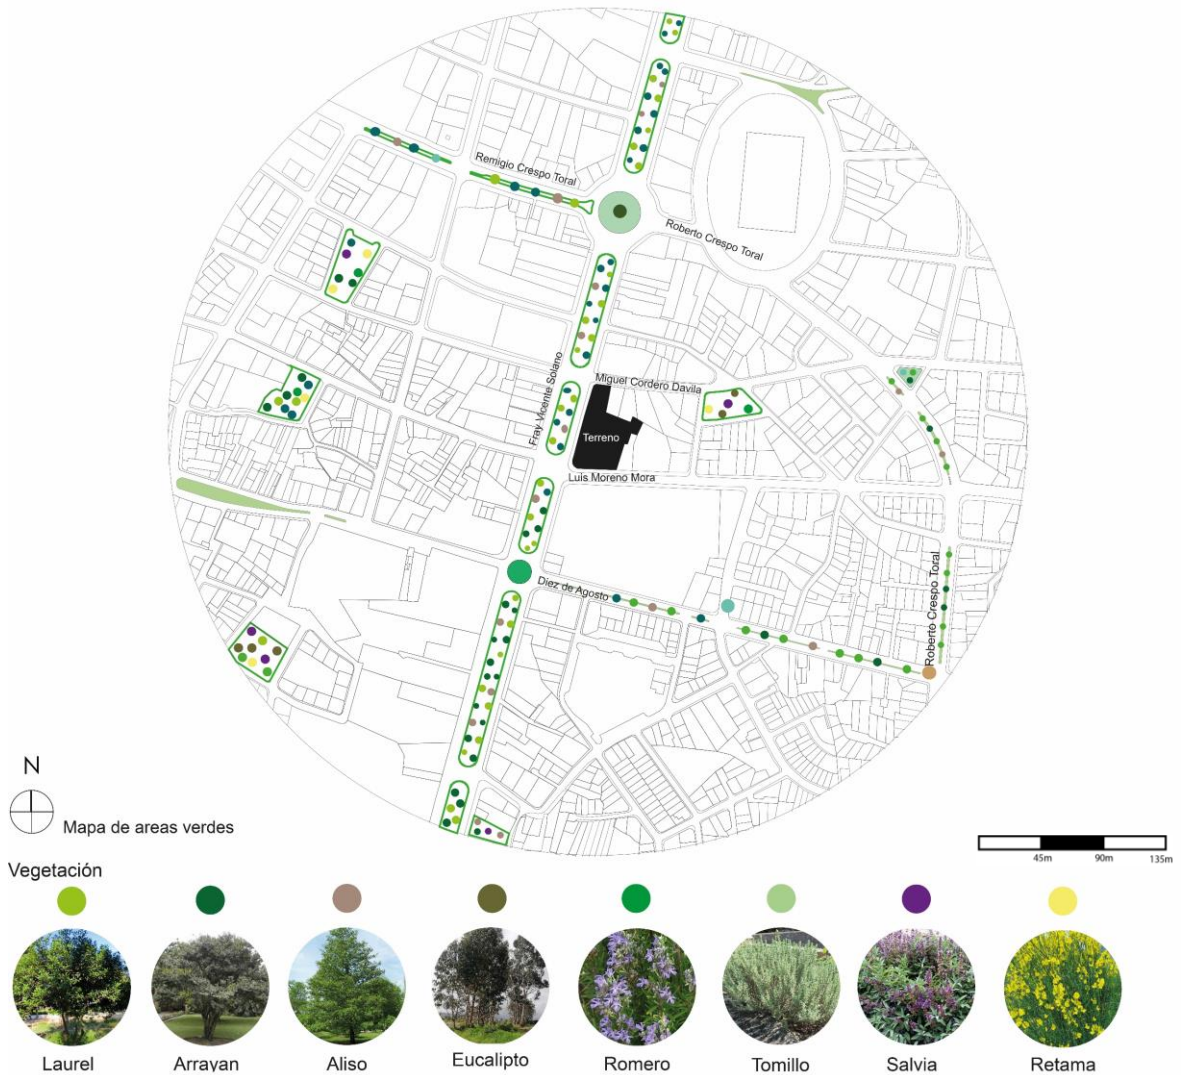 Remigio Crespo Toral
Roberto Crespo Toral
Fray Vicente Solano
Miguel Cordero Davila
Terreno
Luis Moreno Mora
Diez de Agosto
Roberto Crespo Toral
N
Mapa de areas verdes
45m 90m 135m
Vegetación
Laurel Arrayan Aliso Eucalipto Romero Tomillo Salvia Retama